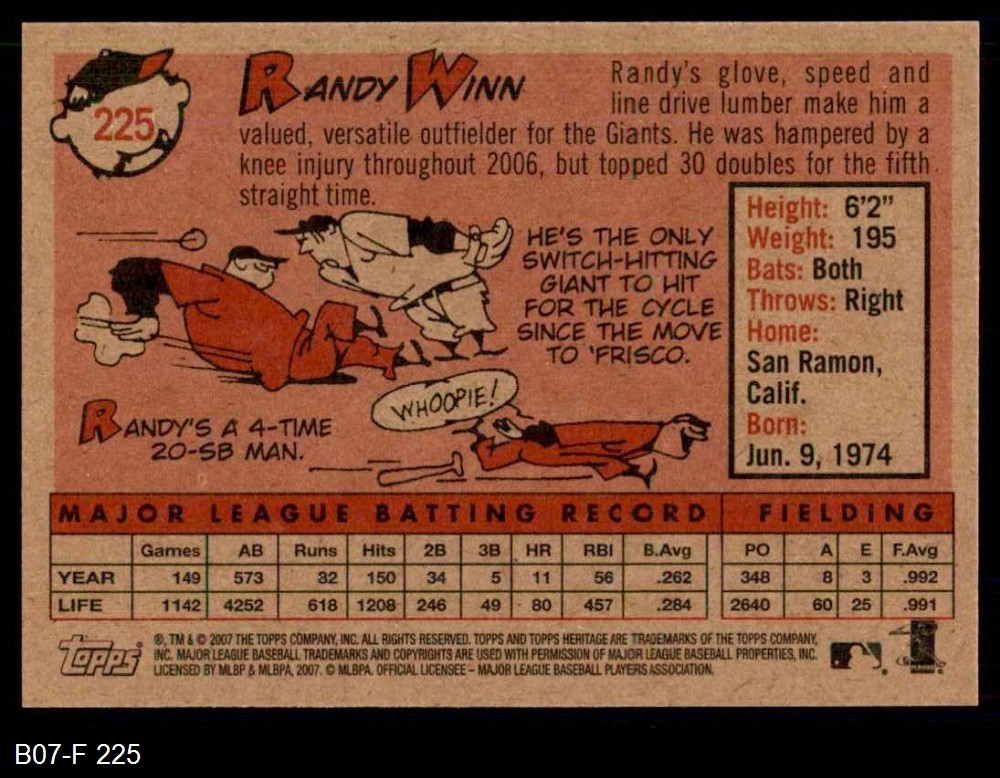 225
RANDY WINN
Randy's glove, speed and
line drive lumber make him a
valued, versatile outfielder for the Giants. He was hampered by a
knee injury throughout 2006, but topped 30 doubles for the fifth
straight time.
HE'S THE ONLY
SWITCH-HITTING
GIANT TO HIT
FOR THE CYCLE
SINCE THE MOVE
TO 'FRISCO.
RANDY'S A 4-TIME
20-SB MAN.
WHOOPIE!
Height: 6'2"
Weight: 195
Bats: Both
Throws: Right
Home:
San Ramon,
Calif.
Born:
Jun. 9, 1974
MAJOR LEAGUE BATTING RECORD FIELDING
Games AB Runs Hits 2B 3B HR RBI B.Avg PO A E F.Avg
YEAR 149 573 32 150 34 5 11 56 .262 348 8 3 .992
LIFE 1142 4252 618 1208 246 49 80 457 .284 2640 60 25 .991
Topps
®, TM & © 2007 THE TOPPS COMPANY, INC. ALL RIGHTS RESERVED. TOPPS AND TOPPS HERITAGE ARE TRADEMARKS OF THE TOPPS COMPANY,
INC. MAJOR LEAGUE BASEBALL TRADEMARKS AND COPYRIGHTS ARE USED WITH PERMISSION OF MAJOR LEAGUE BASEBALL PROPERTIES, INC.
LICENSED BY MLBP & MLBPA, 2007. © MLBPA. OFFICIAL LICENSEE – MAJOR LEAGUE BASEBALL PLAYERS ASSOCIATION.
B07-F 225